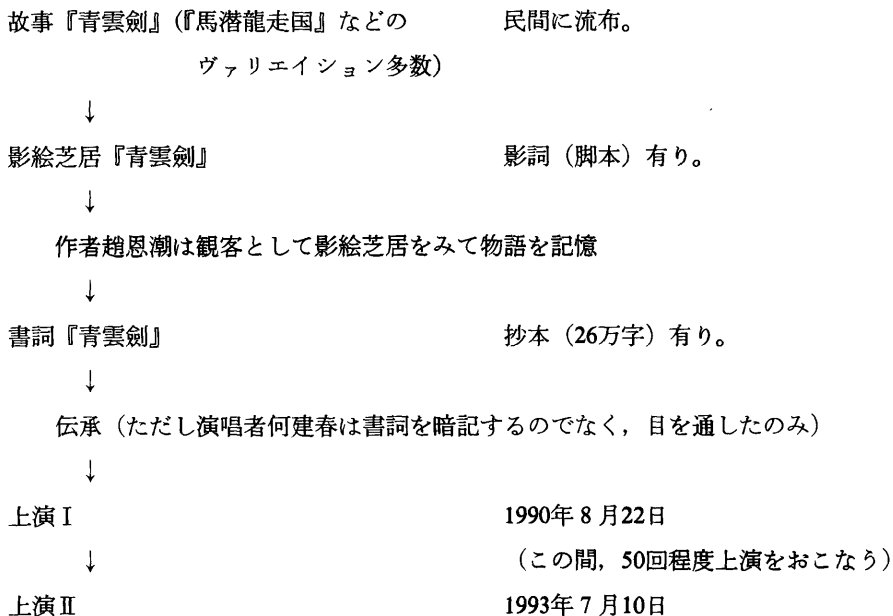 故事『青雲劍』(『馬潜龍走国』などの　民間に流布。
ヴァリエイション多数)
↓
影絵芝居『青雲劍』　影詞（脚本）有り。
↓
作者趙恩潮は観客として影絵芝居をみて物語を記憶
↓
書詞『青雲劍』　抄本（26万字）有り。
↓
伝承（ただし演唱者何建春は書詞を暗記するのでなく，目を通したのみ）
↓
上演Ⅰ　1990年8月22日
↓　（この間，50回程度上演をおこなう）
上演Ⅱ　1993年7月10日